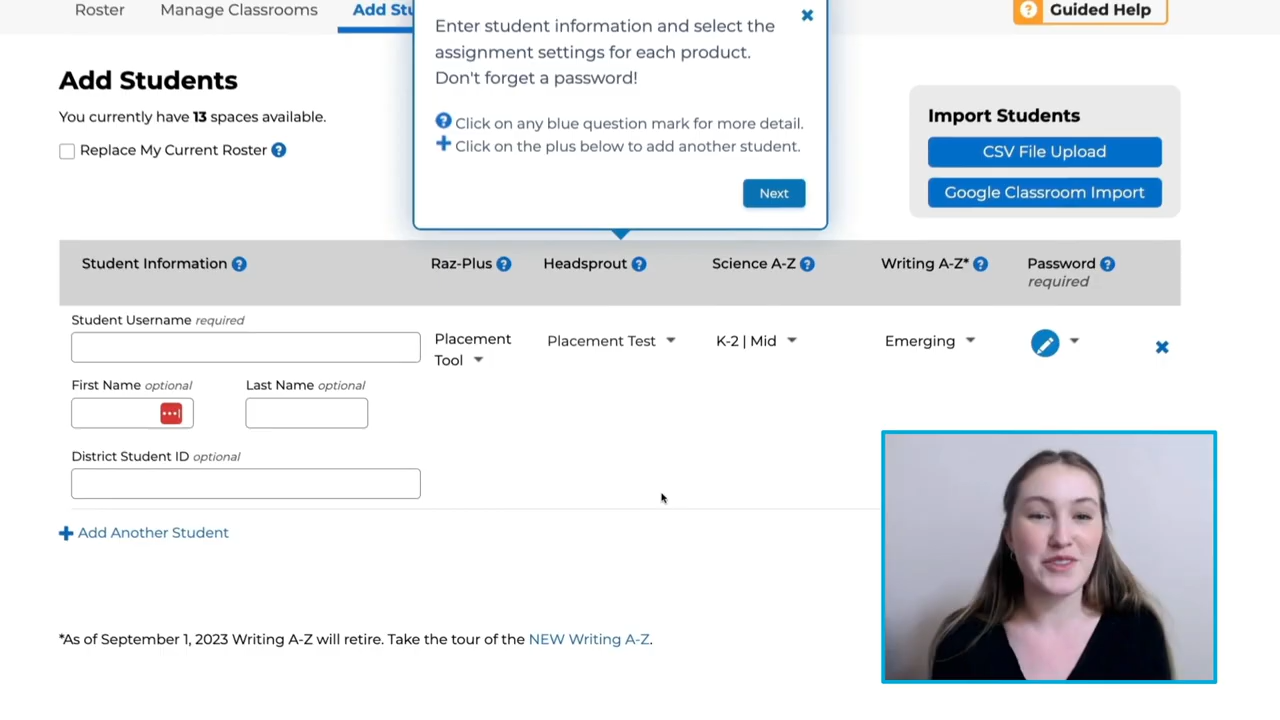 Roster Manage Classrooms Add Stu
Guided Help
Enter student information and select the
assignment settings for each product.
Don't forget a password!
Click on any blue question mark for more detail.
Click on the plus below to add another student.
Next
Add Students
You currently have 13 spaces available.
Replace My Current Roster
Import Students
CSV File Upload
Google Classroom Import
Student Information Raz-Plus Headsprout Science A-Z Writing A-Z* Password
required
Student Username required
Placement
Tool
Placement Test K-2 | Mid Emerging
First Name optional Last Name optional
District Student ID optional
Add Another Student
*As of September 1, 2023 Writing A-Z will retire. Take the tour of the NEW Writing A-Z.